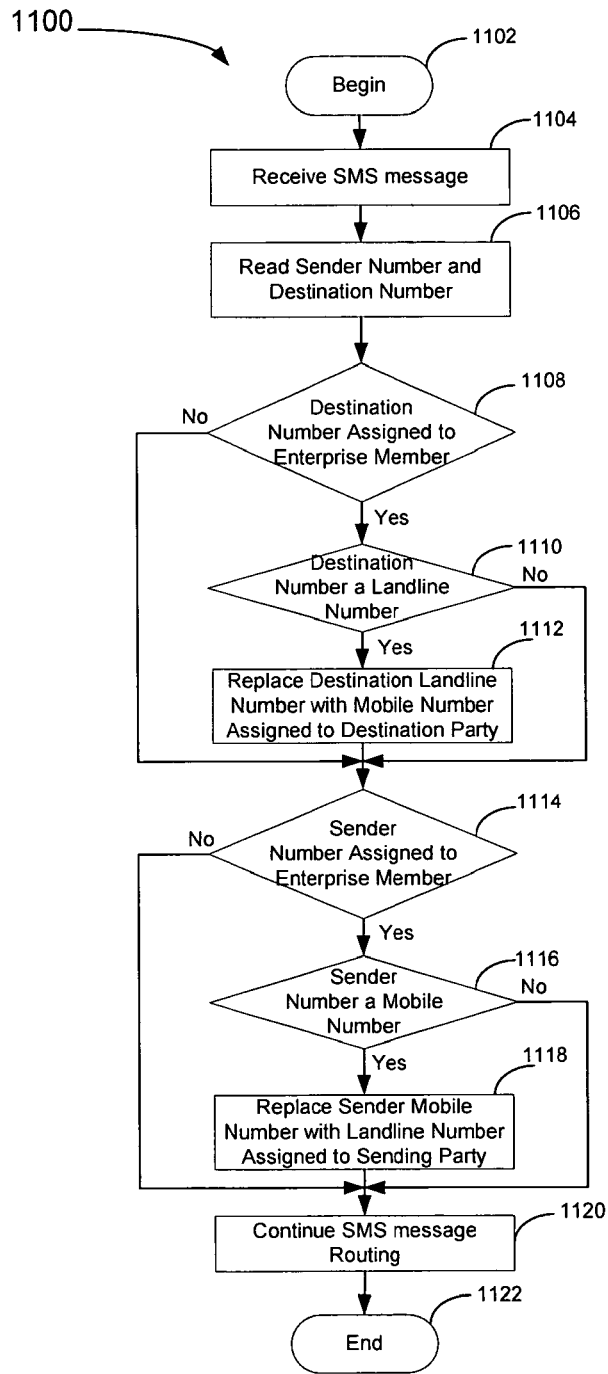 1100
1102
Begin
1104
Receive SMS message
1106
Read Sender Number and
Destination Number
1108
No
Destination
Number Assigned to
Enterprise Member
Yes
1110
Destination
Number a Landline
Number
No
Yes
1112
Replace Destination Landline
Number with Mobile Number
Assigned to Destination Party
1114
No
Sender
Number Assigned to
Enterprise Member
Yes
1116
Sender
Number a Mobile
Number
No
Yes
1118
Replace Sender Mobile
Number with Landline Number
Assigned to Sending Party
1120
Continue SMS message
Routing
1122
End